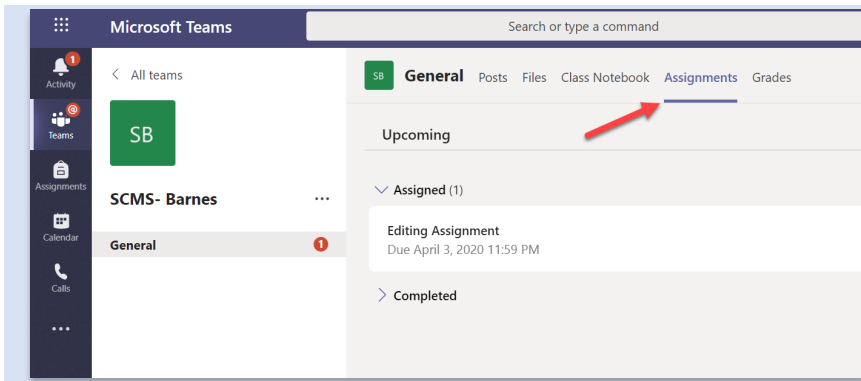 Microsoft Teams
Search or type a command
1
Activity
@
Teams
Assignments
Calendar
Calls
All teams
SB
SCMS- Barnes
General
1
SB
General Posts Files Class Notebook Assignments Grades
Upcoming
Assigned (1)
Editing Assignment
Due April 3, 2020 11:59 PM
Completed